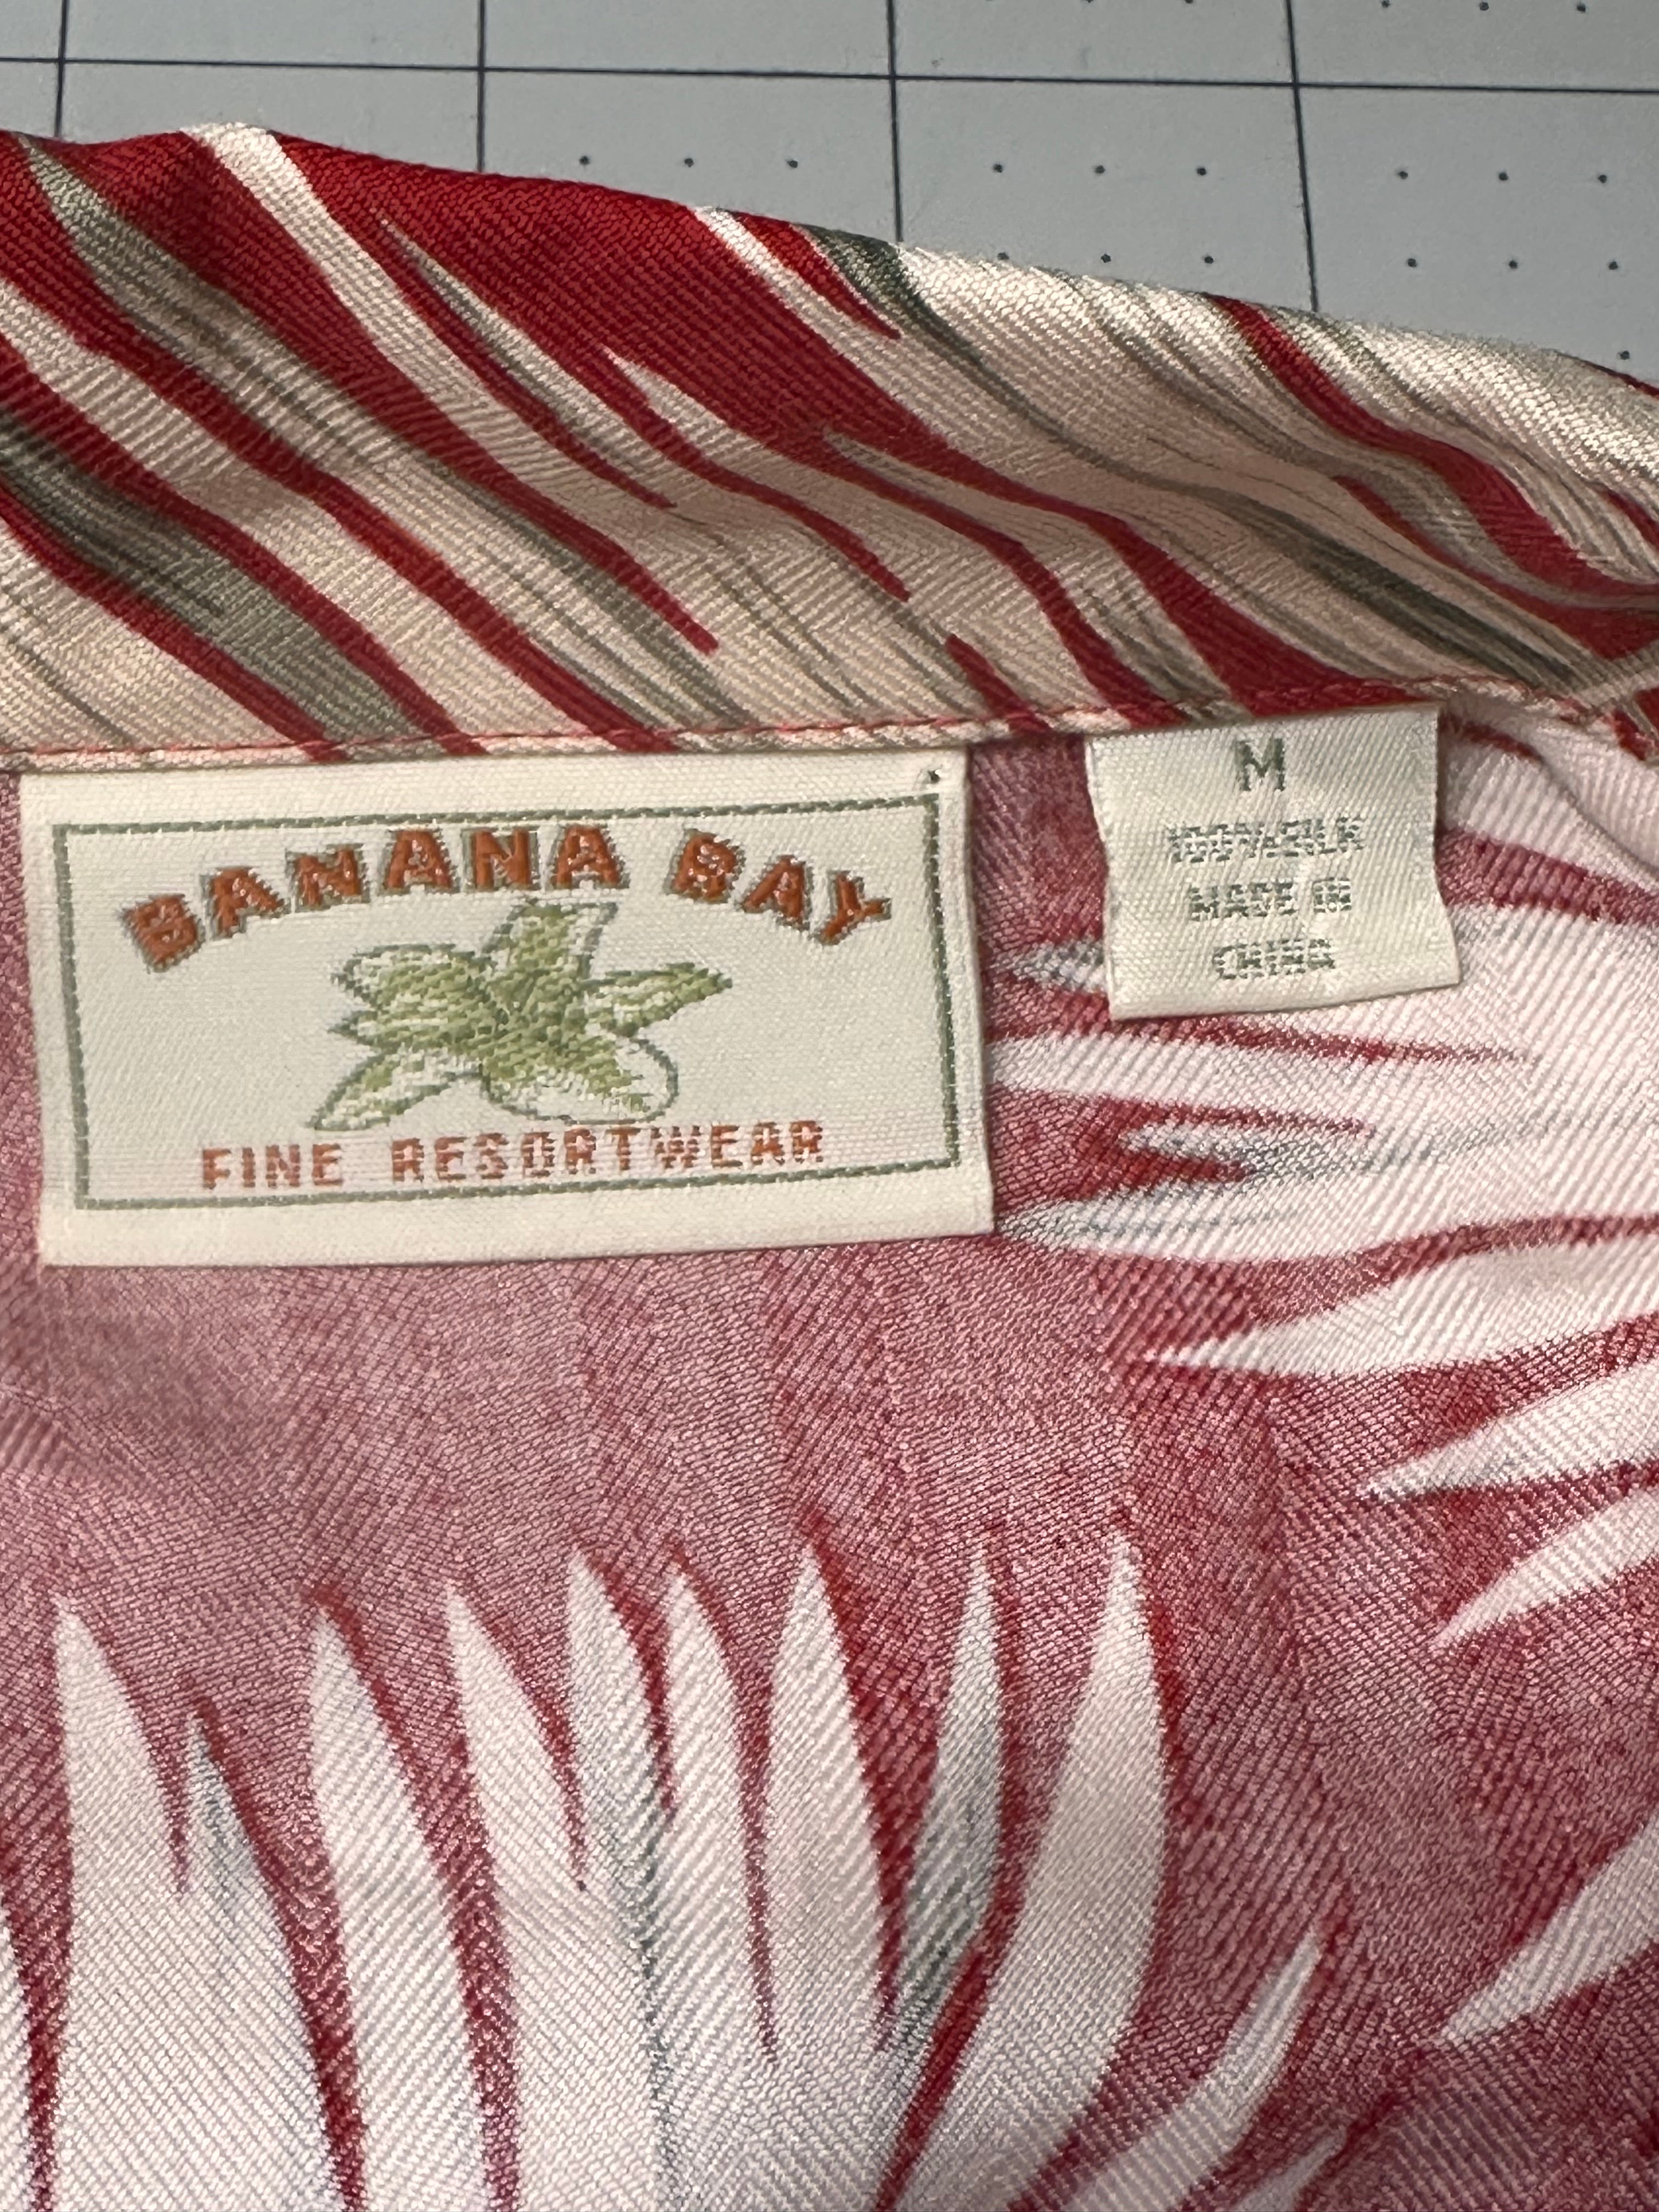 BANANA BAY
FINE RESORTWEAR
M
100% SILK
MADE IN
CHINA